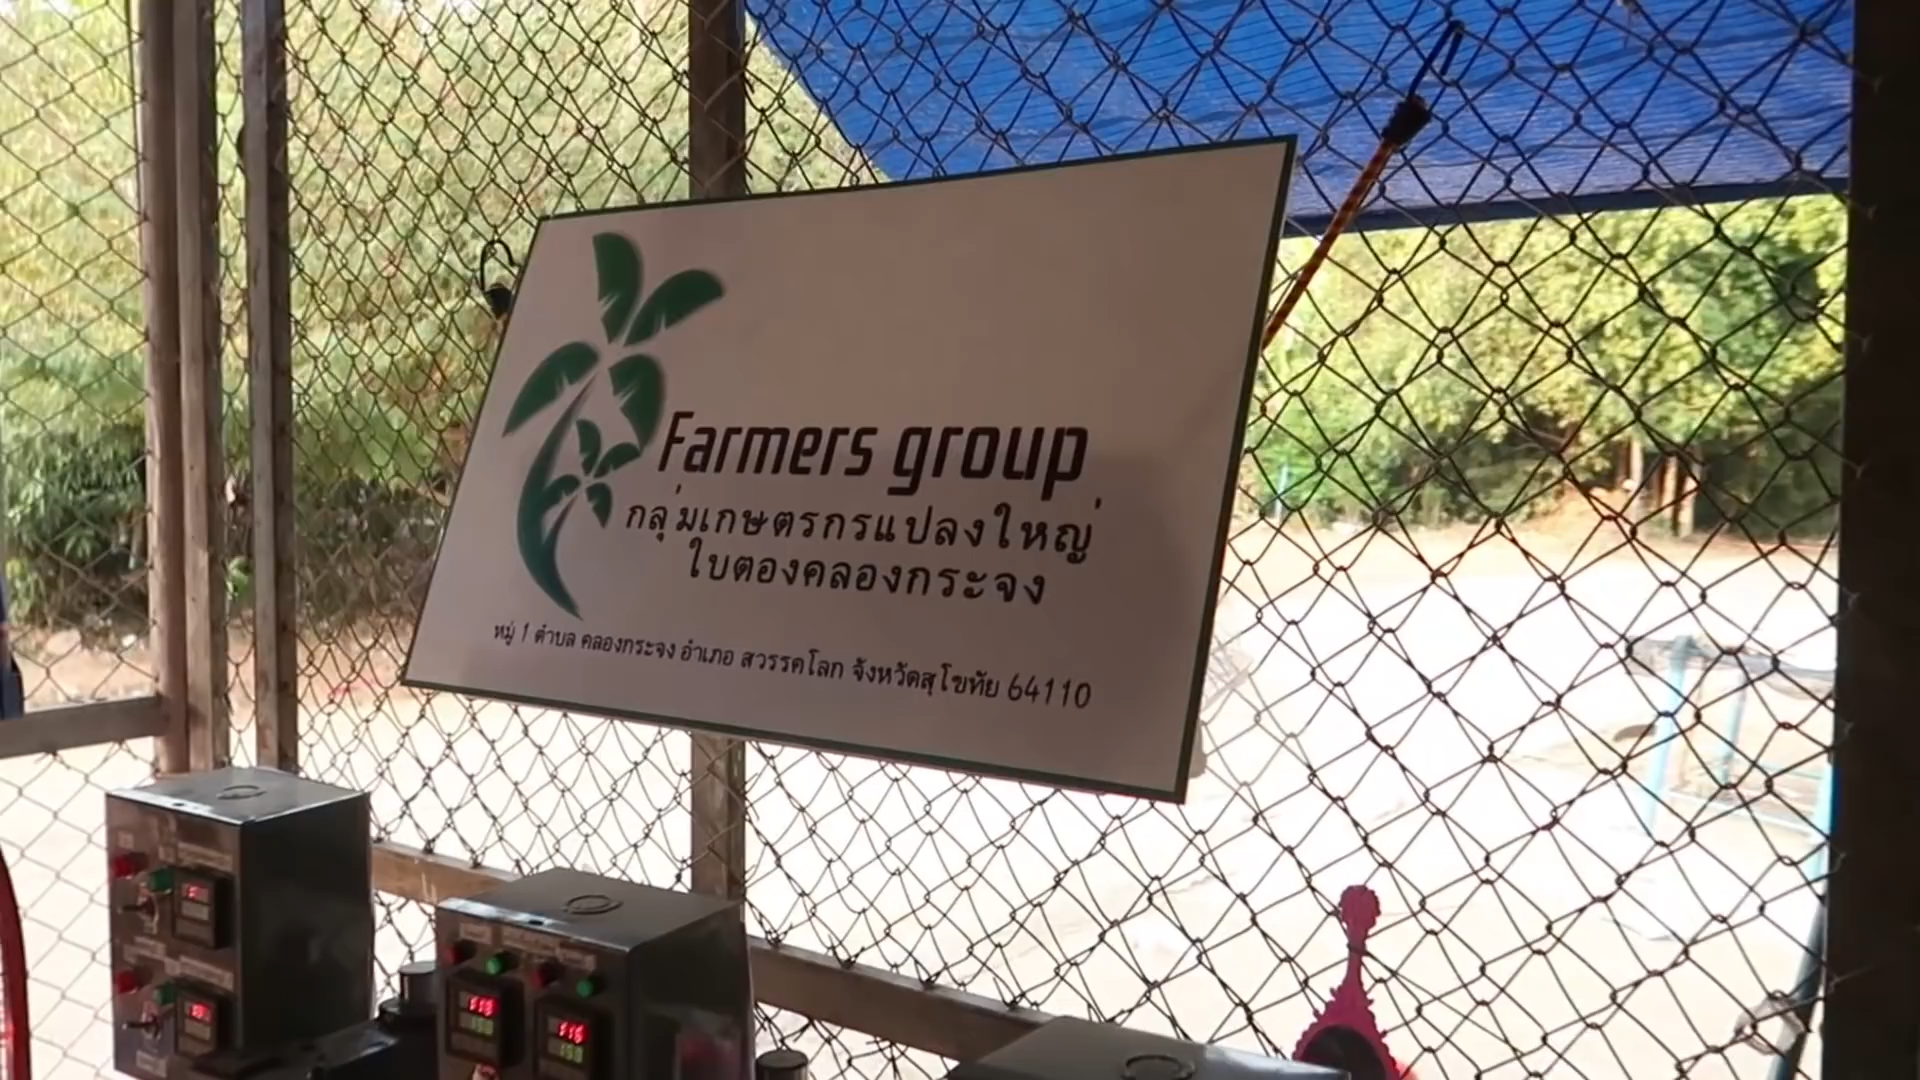 Farmers group
กลุ่มเกษตรกรแปลงใหญ่
ใบตองคลองกระจง
หมู่ 1 ตำบล คลองกระจง อำเภอ สวรรคโลก จังหวัดสุโขทัย 64110